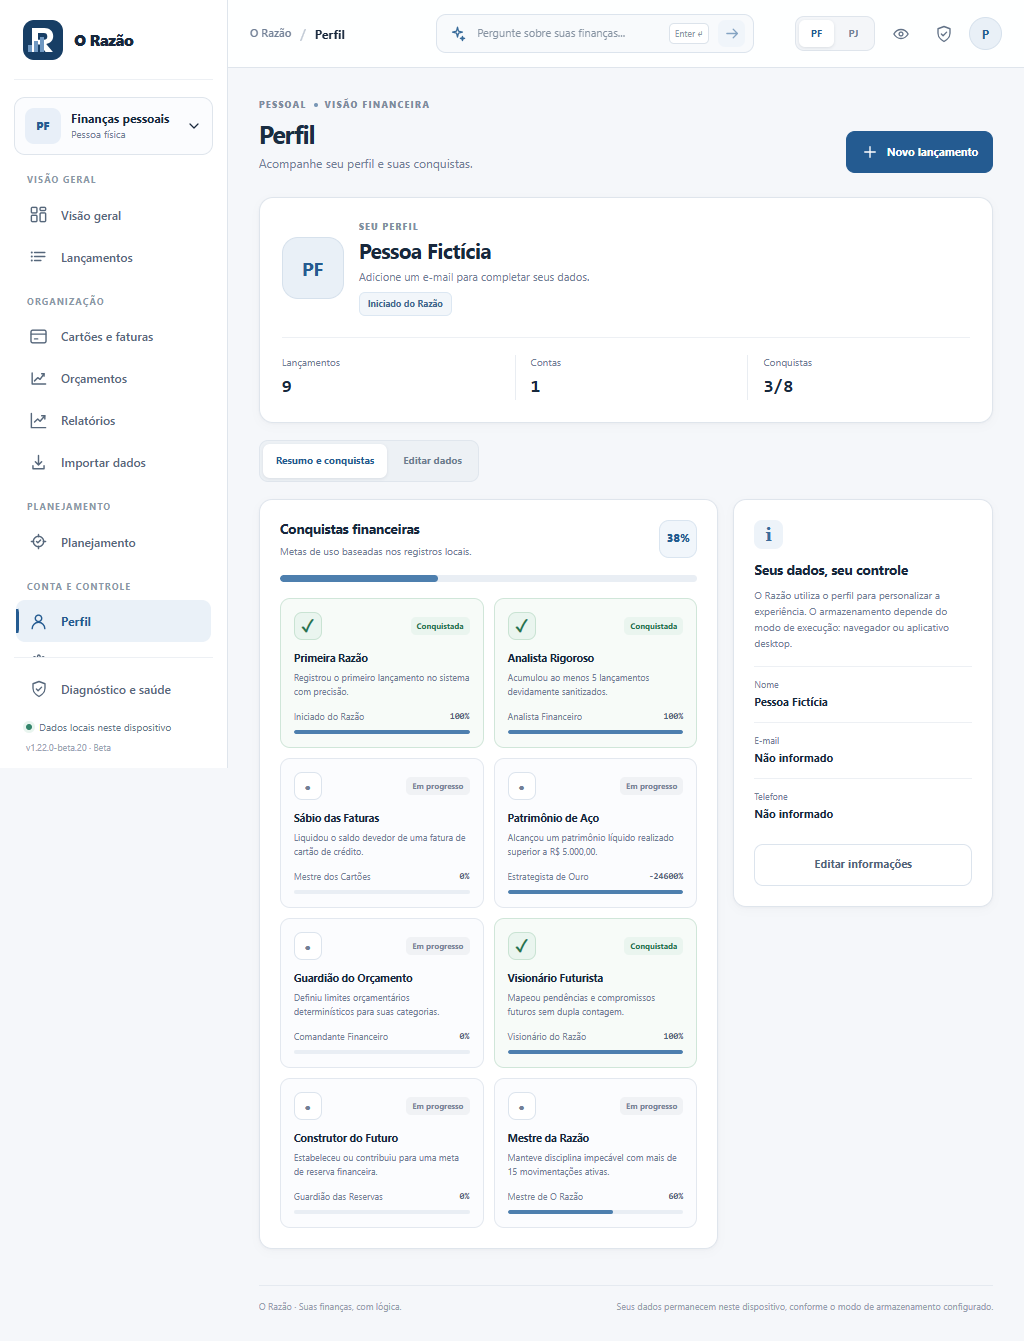 O Razão
PF
Finanças pessoais
Pessoa física
VISÃO GERAL
Visão geral
Lançamentos
ORGANIZAÇÃO
Cartões e faturas
Orçamentos
Relatórios
Importar dados
PLANEJAMENTO
Planejamento
CONTA E CONTROLE
Perfil
Diagnóstico e saúde
Dados locais neste dispositivo
v1.22.0-beta.20 · Beta
O Razão / Perfil
Pergunte sobre suas finanças...
Enter ↵
PF
PJ
P
PESSOAL • VISÃO FINANCEIRA
Perfil
Acompanhe seu perfil e suas conquistas.
Novo lançamento
PF
SEU PERFIL
Pessoa Fictícia
Adicione um e-mail para completar seus dados.
Iniciado do Razão
Lançamentos
9
Contas
1
Conquistas
3/8
Resumo e conquistas
Editar dados
Conquistas financeiras
Metas de uso baseadas nos registros locais.
38%
Conquistada
Primeira Razão
Registrou o primeiro lançamento no sistema
com precisão.
Iniciado do Razão
100%
Conquistada
Analista Rigoroso
Acumulou ao menos 5 lançamentos
devidamente sanitizados.
Analista Financeiro
100%
Em progresso
Sábio das Faturas
Liquidou o saldo devedor de uma fatura de
cartão de crédito.
Mestre dos Cartões
0%
Em progresso
Patrimônio de Aço
Alcançou um patrimônio líquido realizado
superior a R$ 5.000,00.
Estrategista de Ouro
-24600%
Em progresso
Guardião do Orçamento
Definiu limites orçamentários
determinísticos para suas categorias.
Comandante Financeiro
0%
Conquistada
Visionário Futurista
Mapeou pendências e compromissos
futuros sem dupla contagem.
Visionário do Razão
100%
Em progresso
Construtor do Futuro
Estabeleceu ou contribuiu para uma meta
de reserva financeira.
Guardião das Reservas
0%
Em progresso
Mestre da Razão
Manteve disciplina impecável com mais de
15 movimentações ativas.
Mestre de O Razão
60%
i
Seus dados, seu controle
O Razão utiliza o perfil para personalizar a
experiência. O armazenamento depende do
modo de execução: navegador ou aplicativo
desktop.
Nome
Pessoa Fictícia
E-mail
Não informado
Telefone
Não informado
Editar informações
O Razão · Suas finanças, com lógica.
Seus dados permanecem neste dispositivo, conforme o modo de armazenamento configurado.